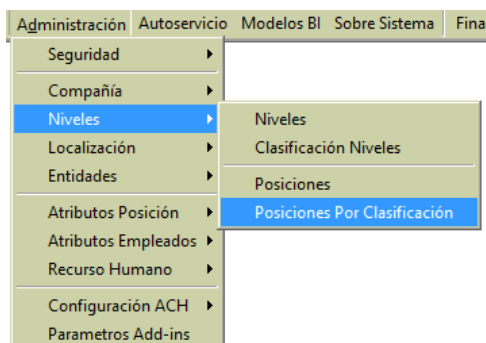 Administración Autoservicio Modelos BI Sobre Sistema Fina
Seguridad
Compañía
Niveles
Localización
Entidades
Atributos Posición
Atributos Empleados
Recurso Humano
Configuración ACH
Parametros Add-ins
Niveles
Clasificación Niveles
Posiciones
Posiciones Por Clasificación